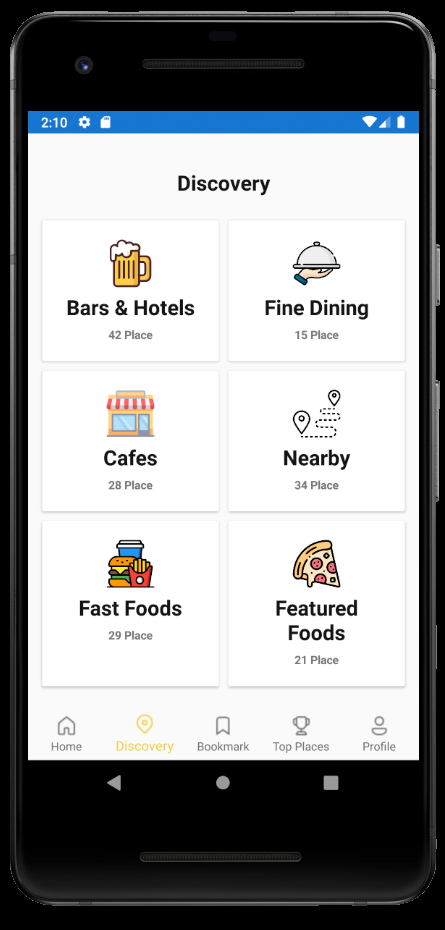 2:10
Discovery
Bars & Hotels
42 Place
Fine Dining
15 Place
Cafes
28 Place
Nearby
34 Place
Fast Foods
29 Place
Featured
Foods
21 Place
Home
Discovery
Bookmark
Top Places
Profile